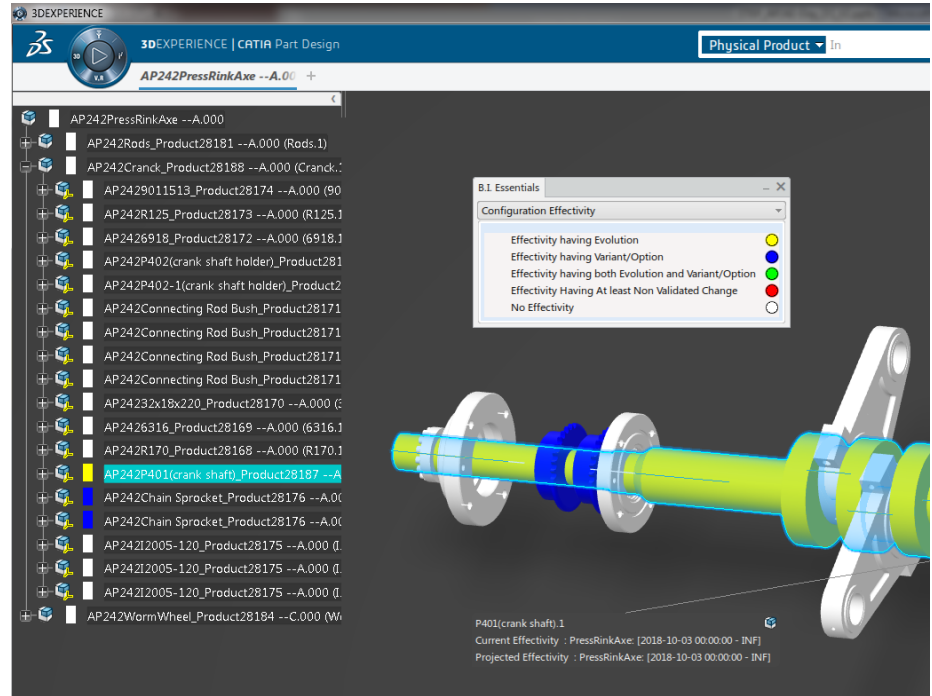 3DEXPERIENCE
3DEXPERIENCE | CATIA Part Design
Physical Product In
3D
V.R
AP242PressRinkAxe --A.00 +
AP242PressRinkAxe --A.000
AP242Rods_Product28181 --A.000 (Rods.1)
AP242Cranck_Product28188 --A.000 (Cranck.
AP2429011513_Product28174 --A.000 (90
AP242R125_Product28173 --A.000 (R125.1
AP2426918_Product28172 --A.000 (6918.1
AP242P402(crank shaft holder)_Product281
AP242P402-1(crank shaft holder)_Product2
AP242Connecting Rod Bush_Product28171
AP242Connecting Rod Bush_Product28171
AP242Connecting Rod Bush_Product28171
AP242Connecting Rod Bush_Product28171
AP24232x18x220_Product28170 --A.000 (3
AP2426316_Product28169 --A.000 (6316.1
AP242R170_Product28168 --A.000 (R170.1
AP242P401(crank shaft)_Product28187 --A
AP242Chain Sprocket_Product28176 --A.00
AP242Chain Sprocket_Product28176 --A.00
AP242I2005-120_Product28175 --A.000 (I.
AP242I2005-120_Product28175 --A.000 (I.
AP242I2005-120_Product28175 --A.000 (I.
AP242WormWheel_Product28184 --C.000 (W
B.I. Essentials
Configuration Effectivity
Effectivity having Evolution
Effectivity having Variant/Option
Effectivity having both Evolution and Variant/Option
Effectivity Having At least Non Validated Change
No Effectivity
P401(crank shaft).1
Current Effectivity : PressRinkAxe: [2018-10-03 00:00:00 - INF]
Projected Effectivity : PressRinkAxe: [2018-10-03 00:00:00 - INF]